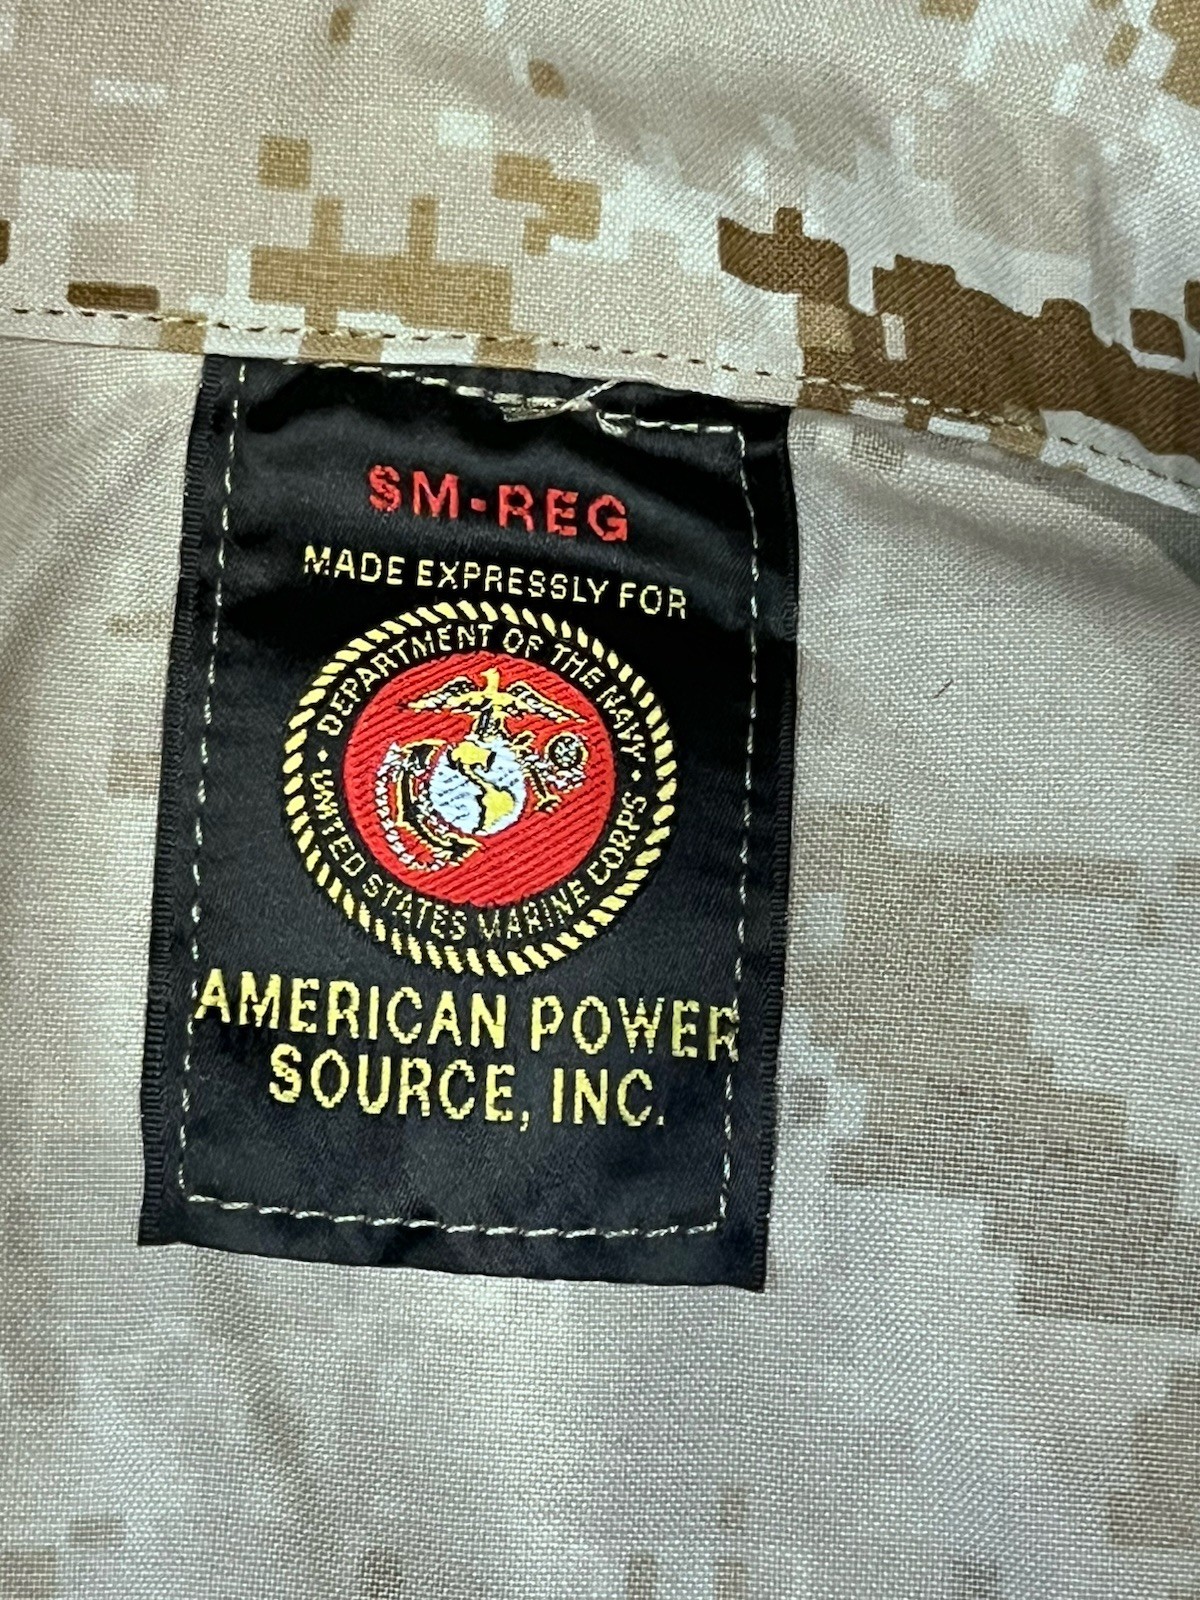 SM-REG
MADE EXPRESSLY FOR
DEPARTMENT OF THE NAVY
UNITED STATES MARINE CORPS
AMERICAN POWER
SOURCE, INC.